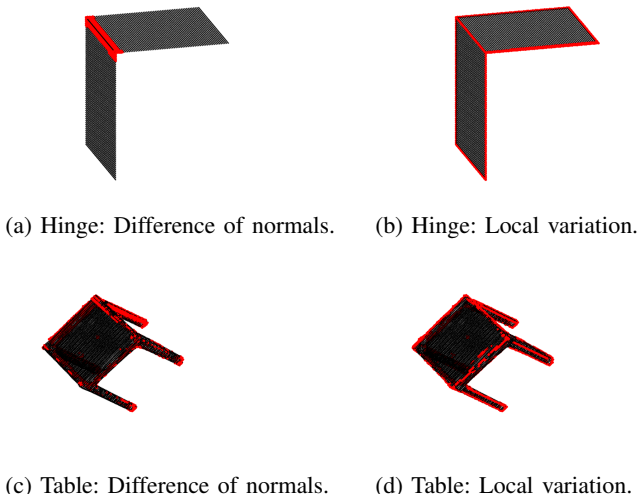 (a) Hinge: Difference of normals.
(b) Hinge: Local variation.
(c) Table: Difference of normals.
(d) Table: Local variation.